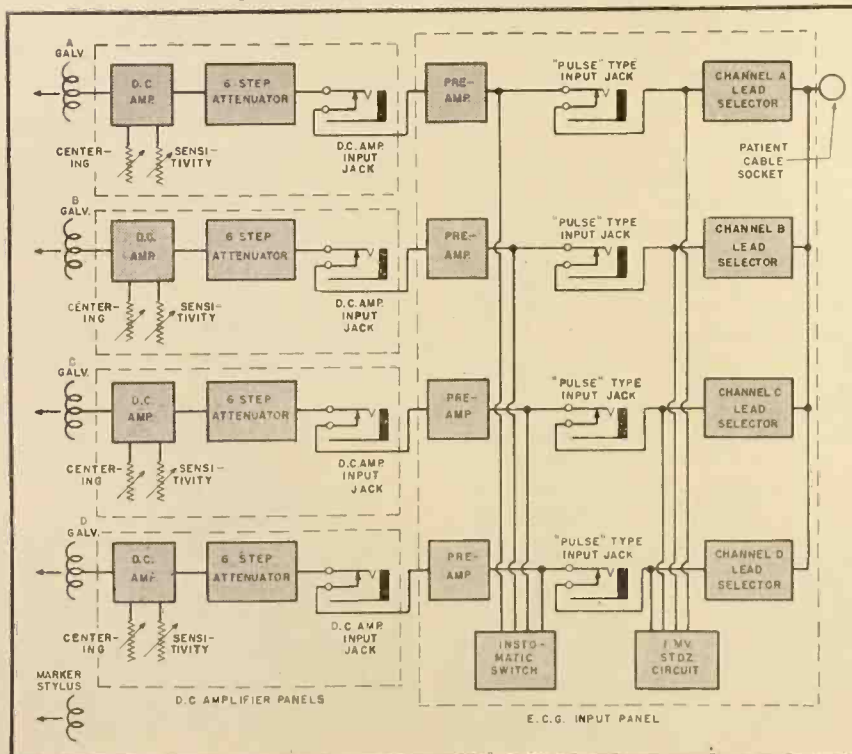 A
GALV.
D.C.
AMP.
6 STEP
ATTENUATOR
D.C. AMP.
INPUT
JACK
CENTER-
ING
SENSI-
TIVITY
PRE-
AMP.
"PULSE" TYPE
INPUT JACK
CHANNEL A
LEAD
SELECTOR
PATIENT
CABLE
SOCKET
B
GALV.
D.C.
AMP.
6 STEP
ATTENUATOR
D.C. AMP.
INPUT
JACK
CENTER-
ING
SENSI-
TIVITY
PRE-
AMP.
"PULSE" TYPE
INPUT JACK
CHANNEL B
LEAD
SELECTOR
C
GALV.
D.C.
AMP.
6 STEP
ATTENUATOR
D.C. AMP.
INPUT
JACK
CENTER-
ING
SENSI-
TIVITY
PRE-
AMP.
"PULSE" TYPE
INPUT JACK
CHANNEL C
LEAD
SELECTOR
D
GALV.
D.C.
AMP.
6 STEP
ATTENUATOR
D.C. AMP.
INPUT
JACK
CENTER-
ING
SENSI-
TIVITY
PRE-
AMP.
"PULSE" TYPE
INPUT JACK
CHANNEL D
LEAD
SELECTOR
INSTO-
MATIC
SWITCH
1 MV.
STDZ.
CIRCUIT
MARKER
STYLUS
D.C. AMPLIFIER PANELS
E.C.G. INPUT PANEL